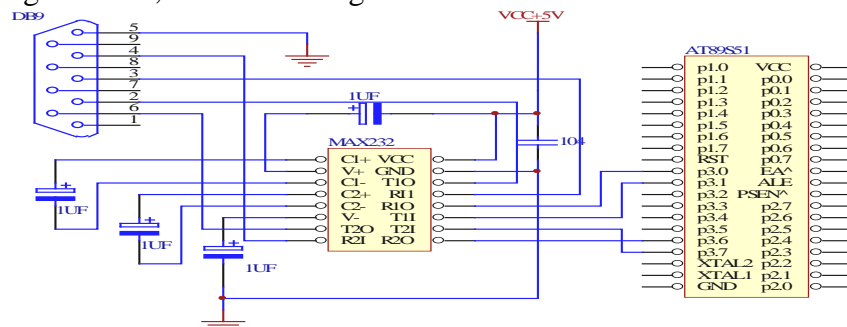 DB9
5
9
4
8
3
7
2
6
1
VCC+5V
1UF
104
MAX232
C1+ VCC
V+ GND
C1- T1O
C2+ R1I
C2- R1O
V- T1I
T2O T2I
R2I R2O
1UF
1UF
1UF
AT89S51
p1.0 VCC
p1.1 p0.0
p1.2 p0.1
p1.3 p0.2
p1.4 p0.3
p1.5 p0.4
p1.6 p0.5
p1.7 p0.6
RST p0.7
p3.0 EA^
p3.1 ALE
p3.2 PSEN^
p3.3 p2.7
p3.4 p2.6
p3.5 p2.5
p3.6 p2.4
p3.7 p2.3
XTAL2 p2.2
XTAL1 p2.1
GND p2.0